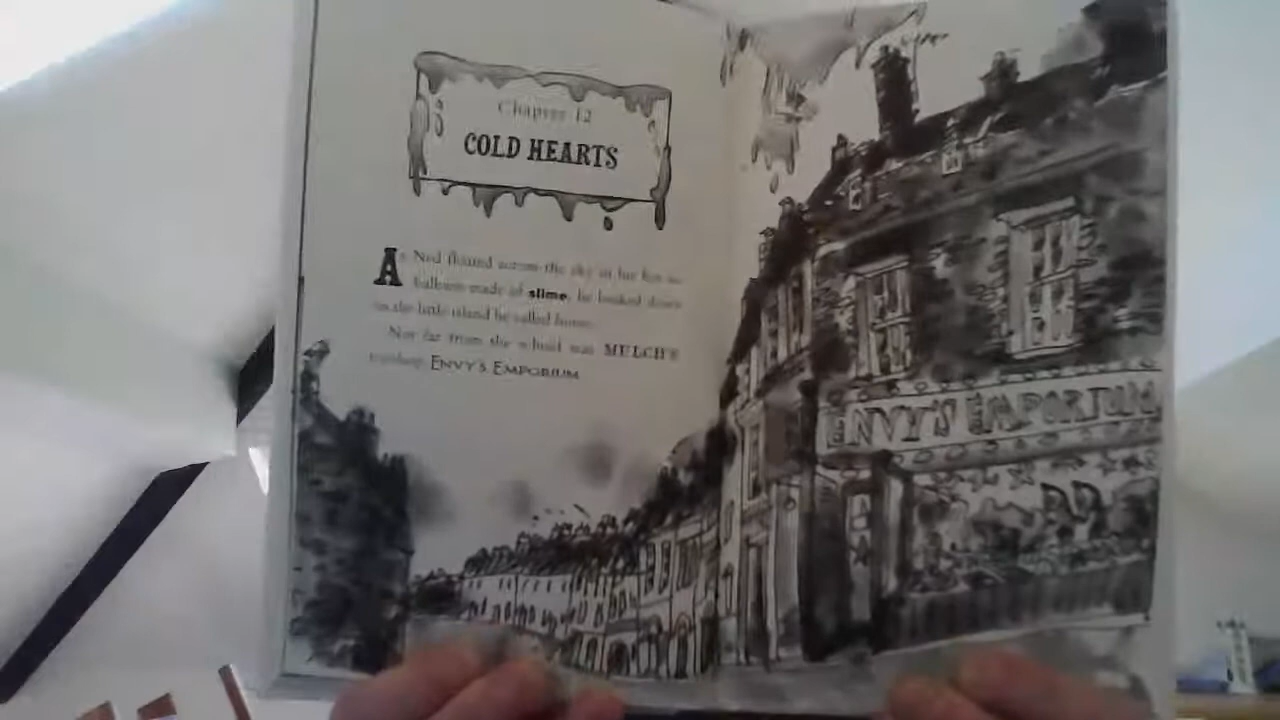 Chapter 12
COLD HEARTS
As Ned floated across the sky in his hot-air
balloon made of slime, he looked down
on the little island he called home.
Not far from the school was MULCH'S
toyshop, ENVY'S EMPORIUM.
ENVY'S EMPORIUM